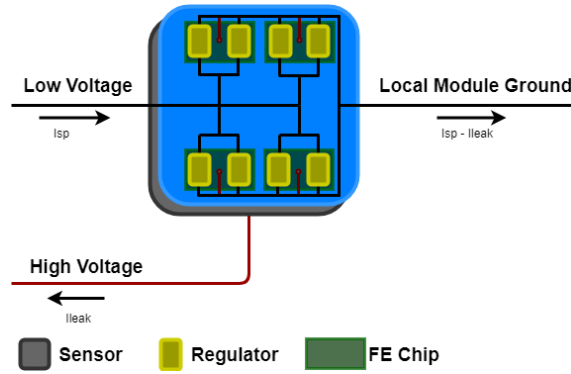 Low Voltage
Local Module Ground
Isp
Isp - Ileak
High Voltage
Ileak
Sensor
Regulator
FE Chip